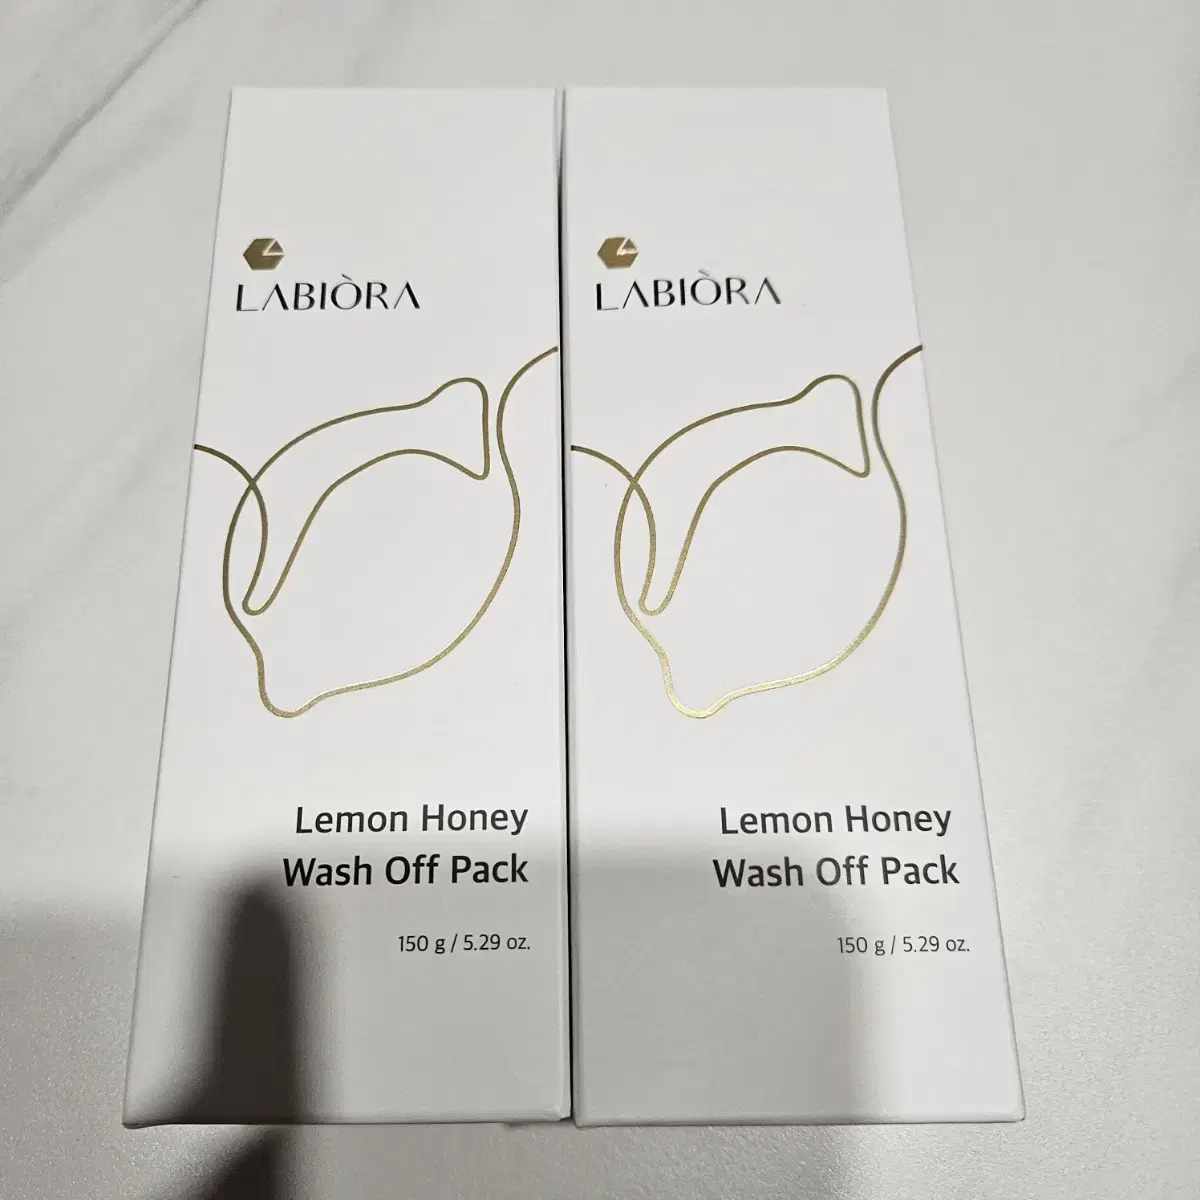 LABIÒRA
Lemon Honey
Wash Off Pack
150 g / 5.29 oz.
LABIÒRA
Lemon Honey
Wash Off Pack
150 g / 5.29 oz.